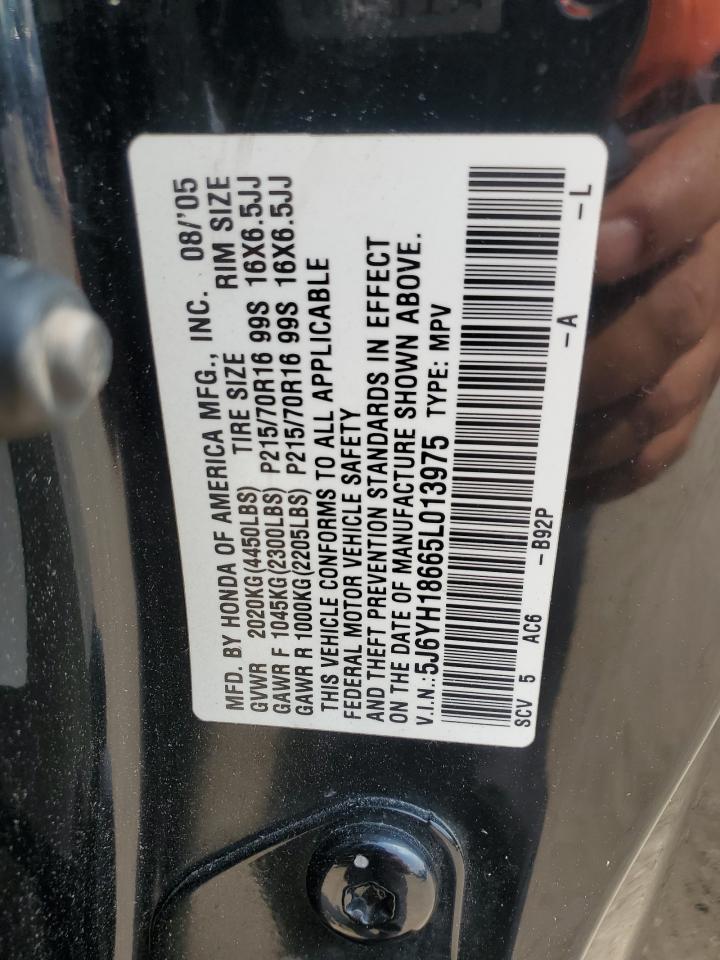 MFD. BY HONDA OF AMERICA MFG., INC. 08/'05
GVWR 2020KG(4450LBS) TIRE SIZE RIM SIZE
GAWR F 1045KG(2300LBS) P215/70R16 99S 16X6.5JJ
GAWR R 1000KG(2205LBS) P215/70R16 99S 16X6.5JJ
THIS VEHICLE CONFORMS TO ALL APPLICABLE
FEDERAL MOTOR VEHICLE SAFETY
AND THEFT PREVENTION STANDARDS IN EFFECT
ON THE DATE OF MANUFACTURE SHOWN ABOVE.
V.I.N.:5J6YH18665L013975 TYPE: MPV
SCV 5 AC6 -B92P -A -L